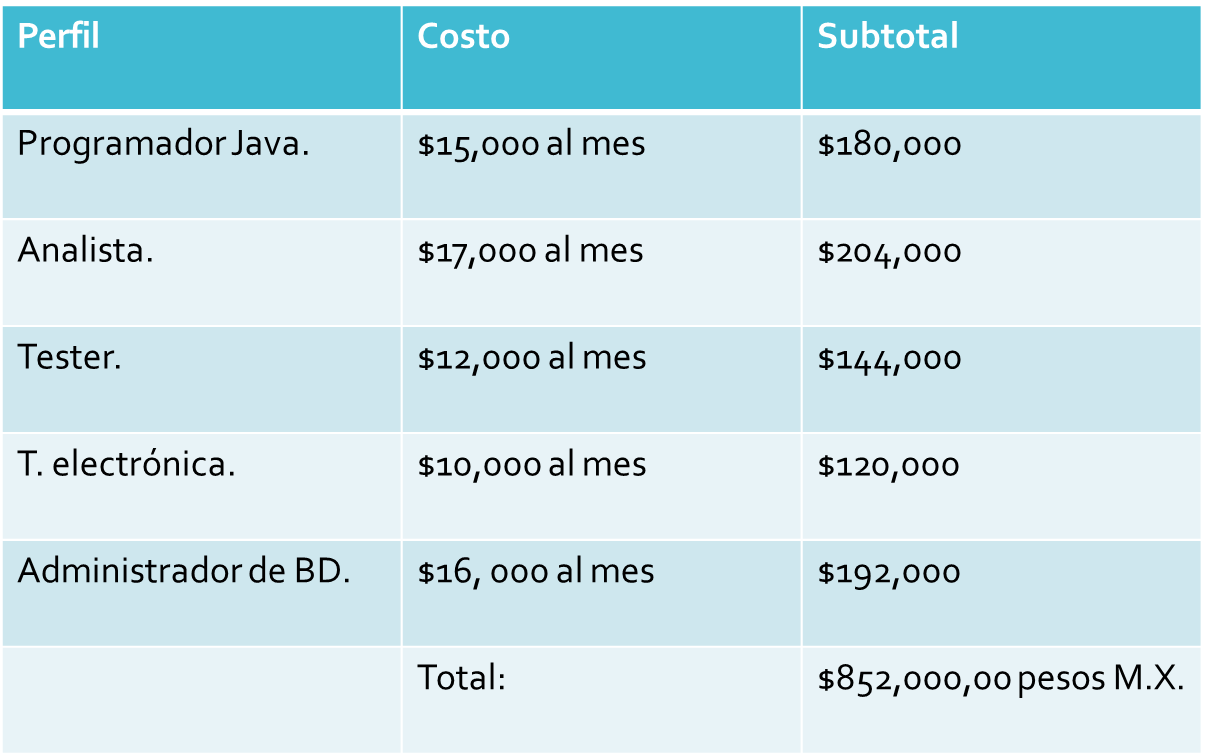 Perfil Costo Subtotal
Programador Java. $15,000 al mes $180,000
Analista. $17,000 al mes $204,000
Tester. $12,000 al mes $144,000
T. electrónica. $10,000 al mes $120,000
Administrador de BD. $16, 000 al mes $192,000
Total: $852,000,00 pesos M.X.